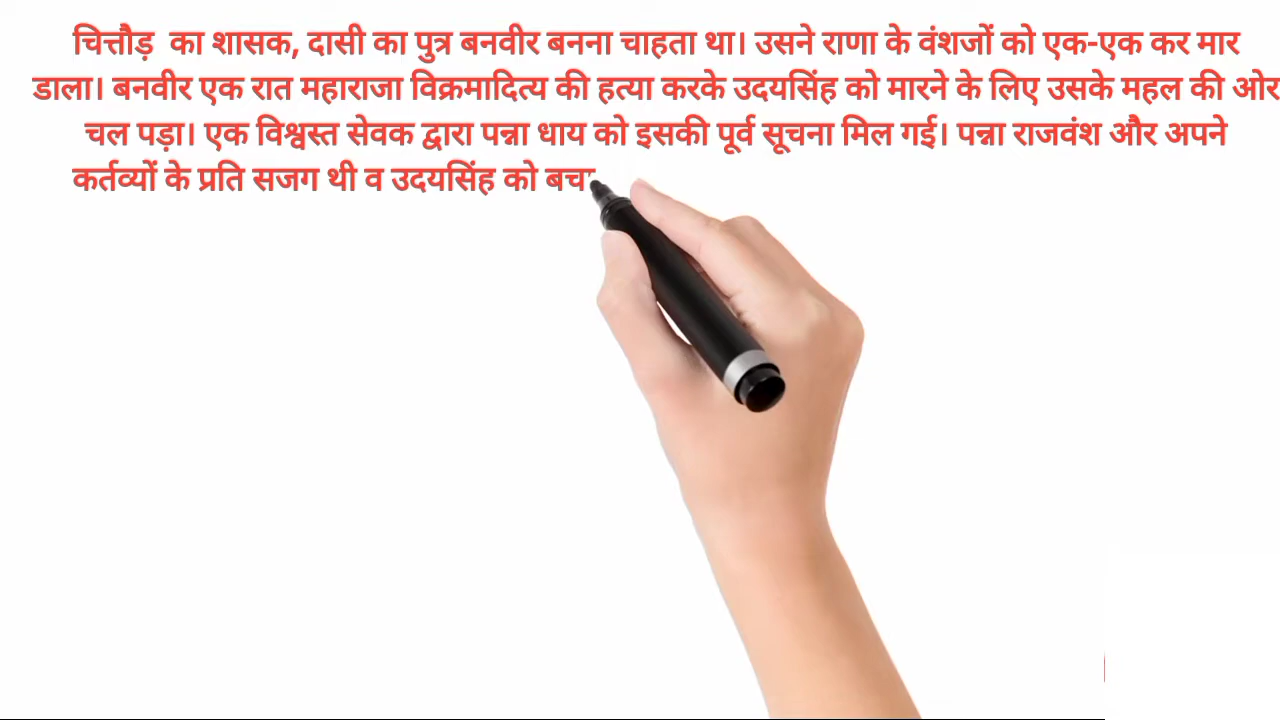 चित्तौड़ का शासक, दासी का पुत्र बनवीर बनना चाहता था। उसने राणा के वंशजों को एक-एक कर मार
डाला। बनवीर एक रात महाराजा विक्रमादित्य की हत्या करके उदयसिंह को मारने के लिए उसके महल की ओर
चल पड़ा। एक विश्वस्त सेवक द्वारा पन्ना धाय को इसकी पूर्व सूचना मिल गई। पन्ना राजवंश और अपने
कर्तव्यों के प्रति सजग थी व उदयसिंह को